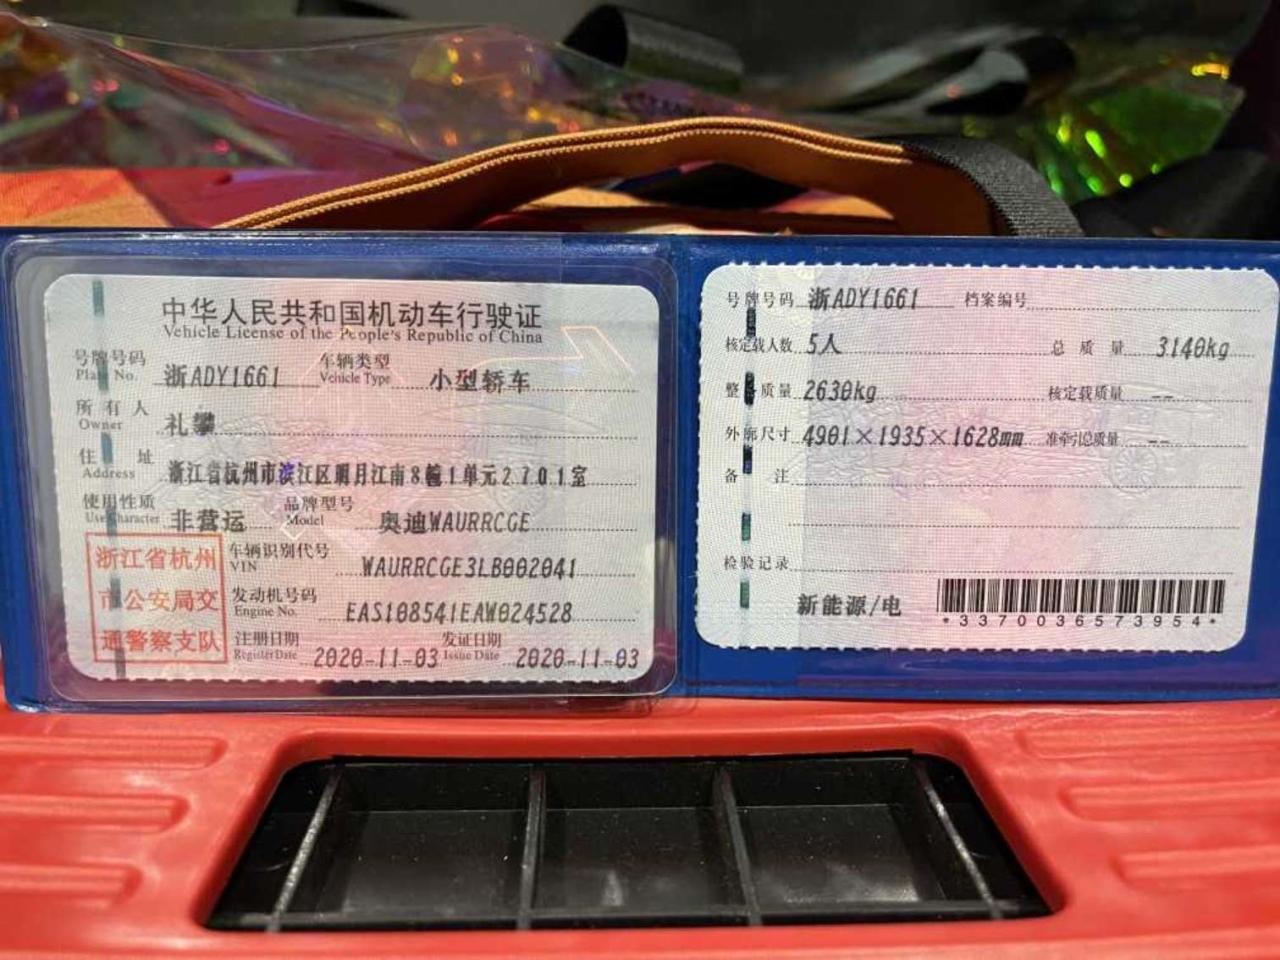 中华人民共和国机动车行驶证
Vehicle License of the People's Republic of China
号牌号码 浙ADY1661 车辆类型 小型轿车
Plate No. Vehicle Type
所有人 礼攀
Owner
住址 浙江省杭州市滨江区明月江南8幢1单元2701室
Address
使用性质 非营运 品牌型号 奥迪WAURRCGE
Use Character Model
浙江省杭州
市公安局交
通警察支队
车辆识别代号 WAURRCGE3LB002041
VIN
发动机号码 EAS108541EAW024528
Engine No.
注册日期 2020-11-03 发证日期 2020-11-03
Register Date Issue Date
号牌号码 浙ADY1661 档案编号
核定载人数 5人 总质量 3140kg
整备质量 2630kg 核定载质量 --
外廓尺寸 4901×1935×1628mm 准牵引总质量 --
备注
检验记录
新能源/电
*3370036573954*